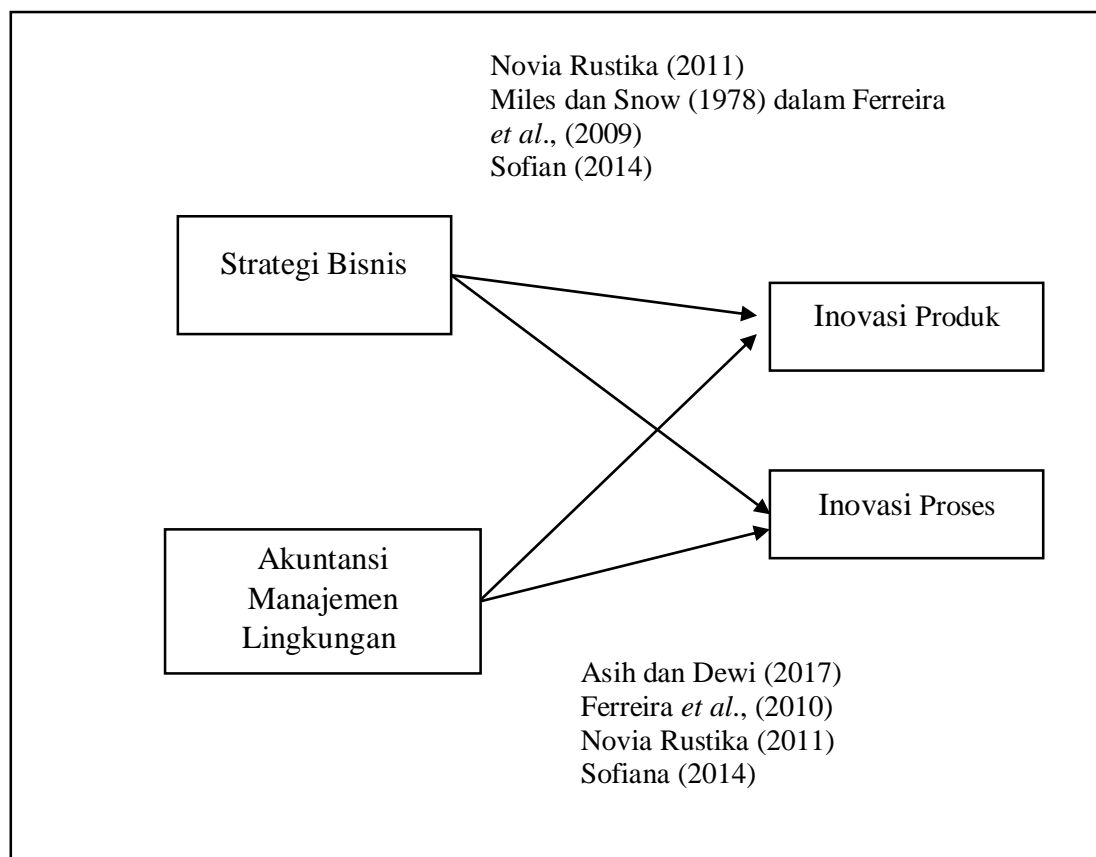 Novia Rustika (2011)
Miles dan Snow (1978) dalam Ferreira
et al., (2009)
Sofian (2014)
Strategi Bisnis
Inovasi Produk
Inovasi Proses
Akuntansi
Manajemen
Lingkungan
Asih dan Dewi (2017)
Ferreira et al., (2010)
Novia Rustika (2011)
Sofiana (2014)